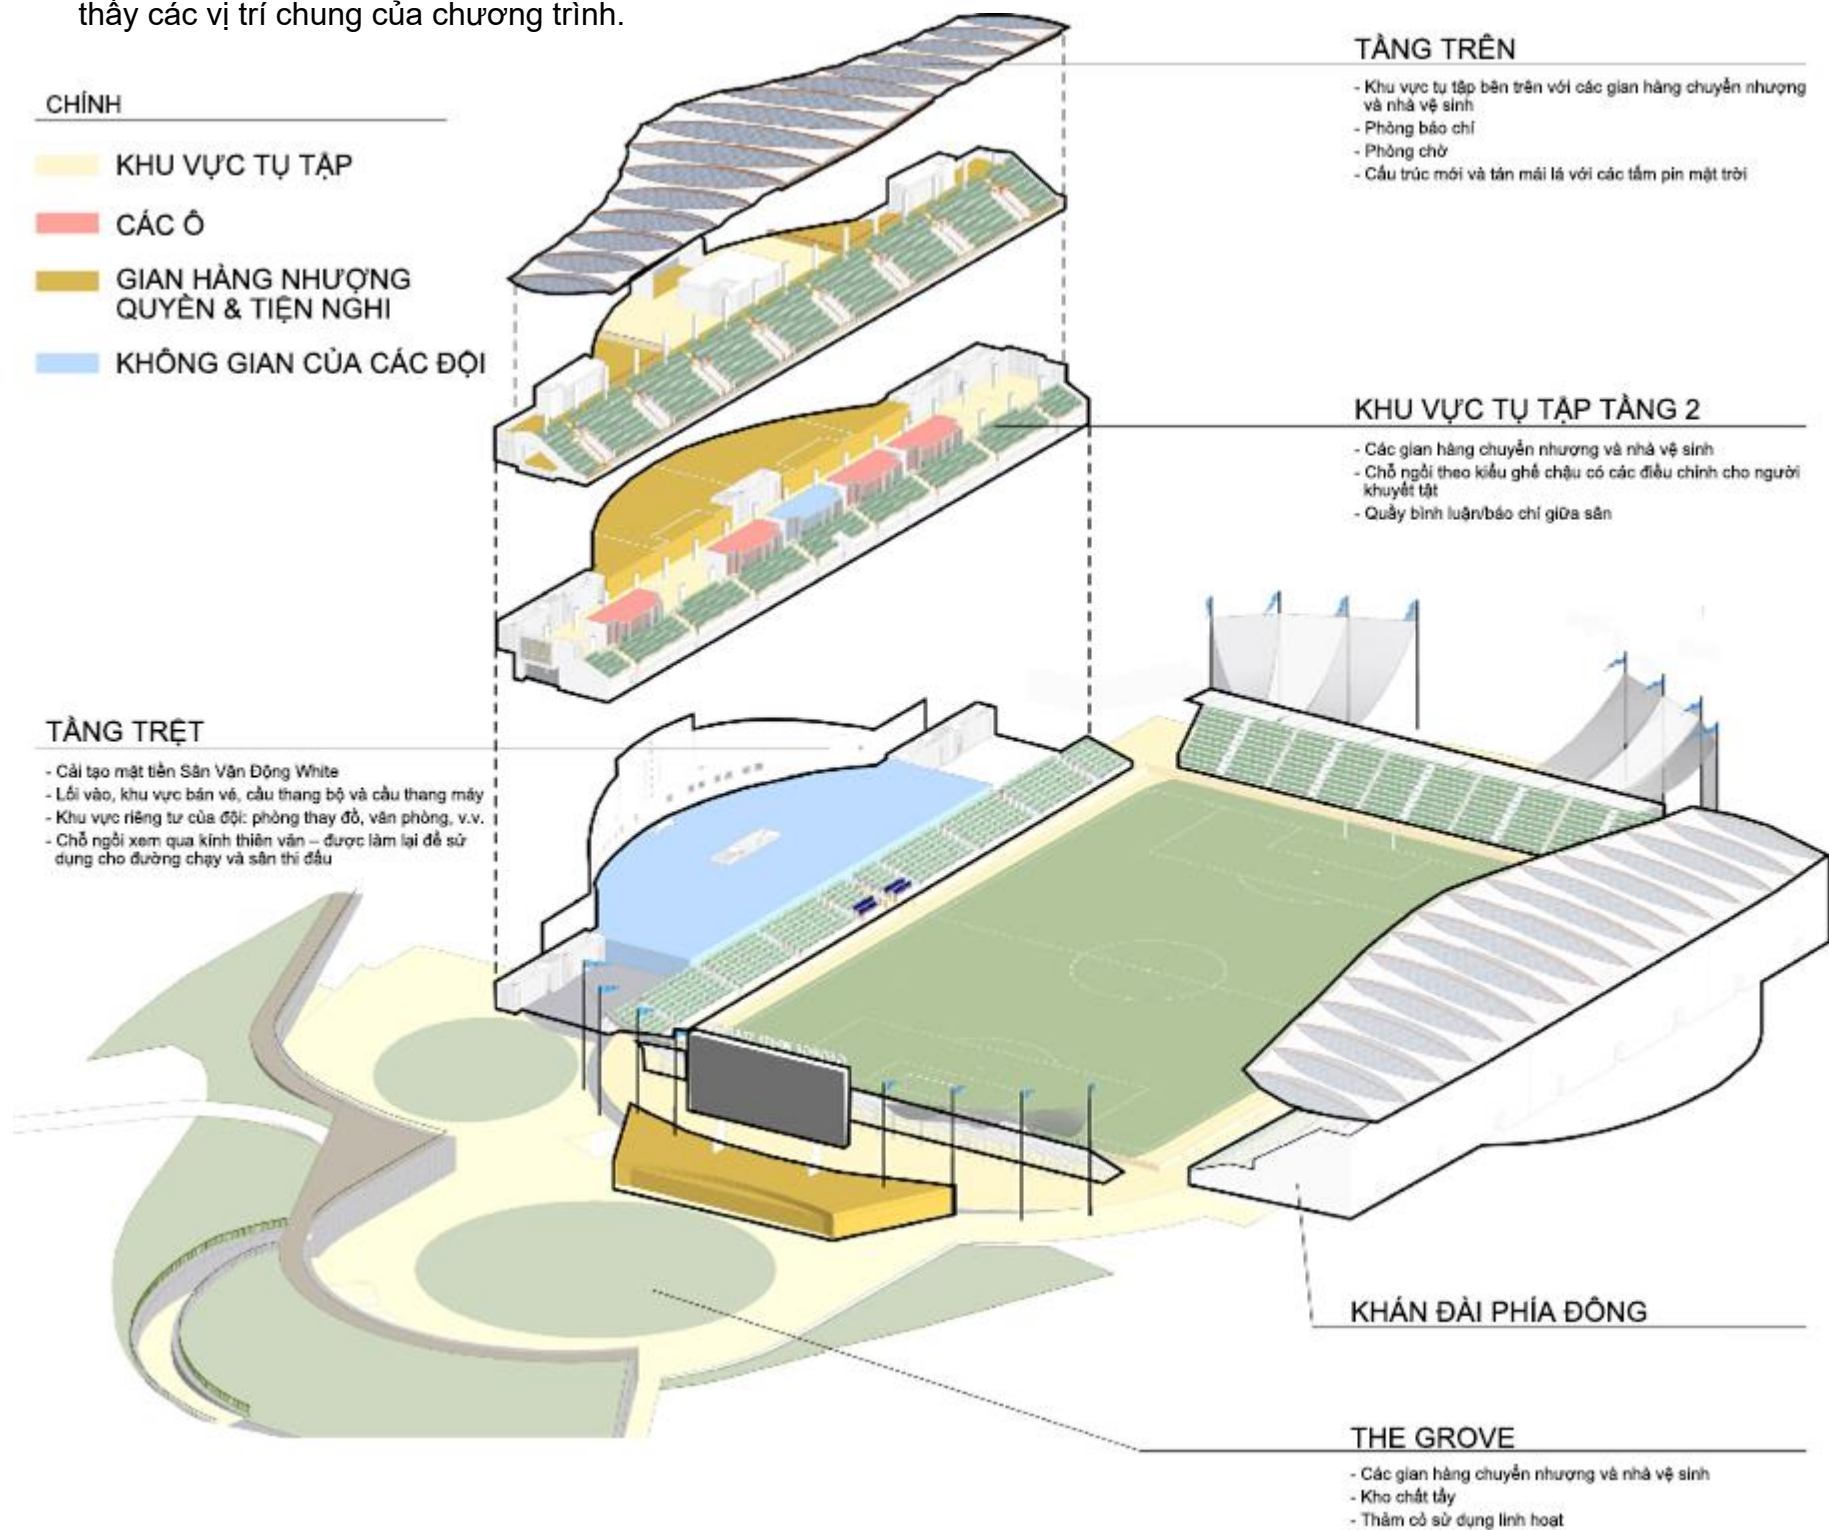 thấy các vị trí chung của chương trình.
CHÍNH
KHU VỰC TỤ TẬP
CÁC Ô
GIAN HÀNG NHƯỢNG
QUYỀN & TIỆN NGHI
KHÔNG GIAN CỦA CÁC ĐỘI
TẦNG TRÊN
- Khu vực tụ tập bên trên với các gian hàng chuyển nhượng
và nhà vệ sinh
- Phòng báo chí
- Phòng chờ
- Cấu trúc mới và tán mái lá với các tấm pin mặt trời
KHU VỰC TỤ TẬP TẦNG 2
- Các gian hàng chuyển nhượng và nhà vệ sinh
- Chỗ ngồi theo kiểu ghế chậu có các điều chỉnh cho người
khuyết tật
- Quầy bình luận/báo chí giữa sân
TẦNG TRỆT
- Cải tạo mặt tiền Sân Vận Động White
- Lối vào, khu vực bán vé, cầu thang bộ và cầu thang máy
- Khu vực riêng tư của đội: phòng thay đồ, văn phòng, v.v.
- Chỗ ngồi xem qua kính thiên văn – được làm lại để sử
dụng cho đường chạy và sân thi đấu
KHÁN ĐÀI PHÍA ĐÔNG
THE GROVE
- Các gian hàng chuyển nhượng và nhà vệ sinh
- Kho chất tẩy
- Thảm cỏ sử dụng linh hoạt